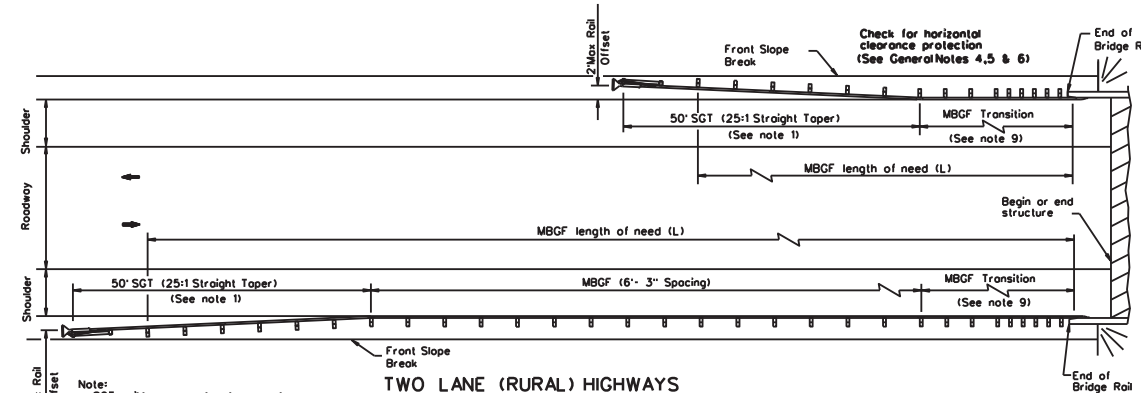 2'Max Rail
Offset
Front Slope
Break
Check for horizontal
clearance protection
(See General Notes 4,5 & 6)
End of
Bridge R
Shoulder
50' SGT (25:1 Straight Taper)
(See note 1)
MBGF Transition
(See note 9)
MBGF length of need (L)
Roadway
Begin or end
structure
MBGF length of need (L)
Shoulder
50' SGT (25:1 Straight Taper)
(See note 1)
MBGF (6'- 3" Spacing)
MBGF Transition
(See note 9)
Front Slope
Break
Rail
Note:
TWO LANE (RURAL) HIGHWAYS
End of
Bridge Rail